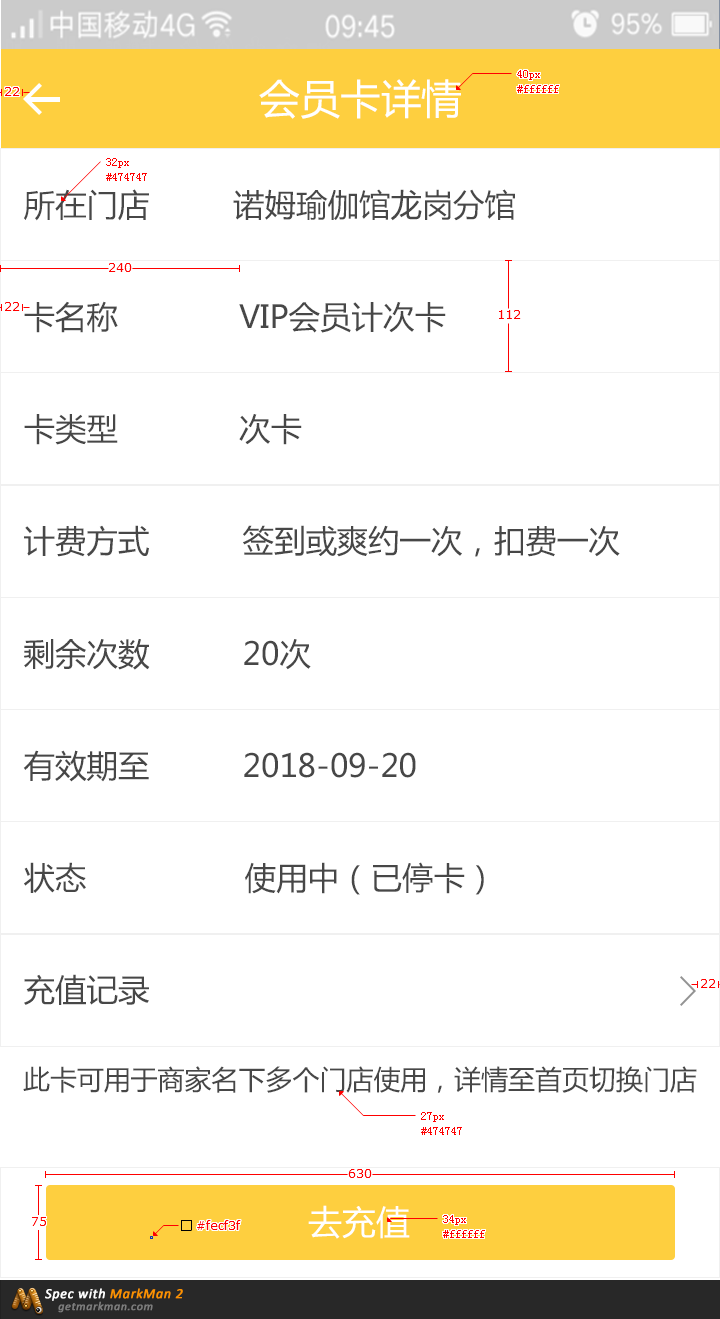 中国移动4G 09:45 95%
22 会员卡详情 40px
#ffffff
32px
#474747
所在门店 诺姆瑜伽馆龙岗分馆
240
22 卡名称 VIP会员计次卡 112
卡类型 次卡
计费方式 签到或爽约一次，扣费一次
剩余次数 20次
有效期至 2018-09-20
状态 使用中（已停卡）
充值记录 22
此卡可用于商家名下多个门店使用，详情至首页切换门店
27px
#474747
630
75 #fecf3f 去充值 34px
#ffffff
Spec with MarkMan 2
getmarkman.com